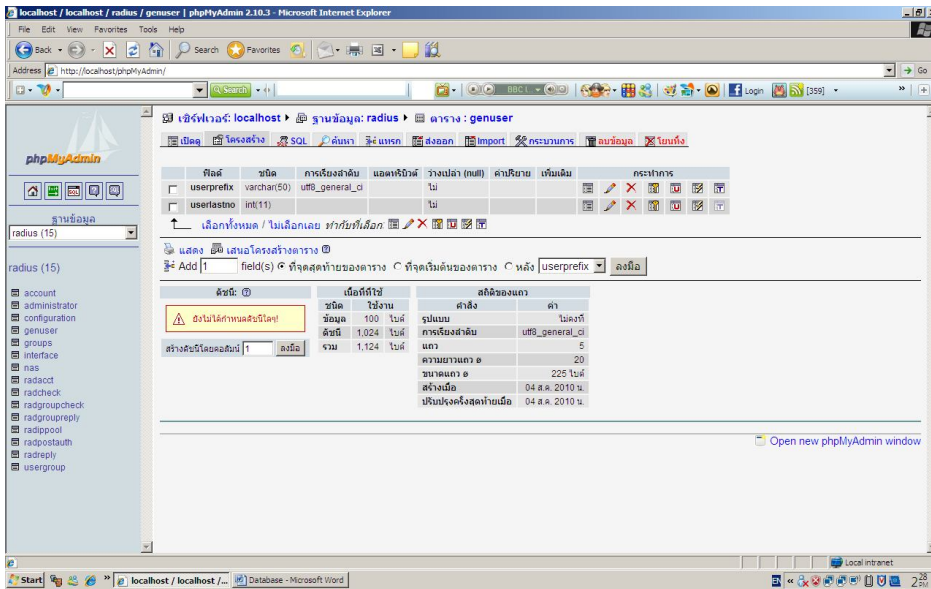 localhost / localhost / radius / genuser | phpMyAdmin 2.10.3 - Microsoft Internet Explorer
File Edit View Favorites Tools Help
Back Search Favorites
Address http://localhost/phpMyAdmin/ Go
Search BBC Login [359]
phpMyAdmin
ฐานข้อมูล
radius (15)
radius (15)
account
administrator
configuration
genuser
groups
interface
nas
radacct
radcheck
radgroupcheck
radgroupreply
radippool
radpostauth
radreply
usergroup
เซิร์ฟเวอร์: localhost ▶ ฐานข้อมูล: radius ▶ ตาราง : genuser
เปิดดู โครงสร้าง SQL ค้นหา แทรก ส่งออก Import กระบวนการ ลบข้อมูล โยนทิ้ง
ฟิลด์ ชนิด การเรียงลำดับ แอตทริบิวต์ ว่างเปล่า (null) ค่าปริยาย เพิ่มเติม กระทำการ
userprefix varchar(50) utf8_general_ci ไม่
userlastno int(11) ไม่
เลือกทั้งหมด / ไม่เลือกเลย ทำกับที่เลือก
แสดง เสนอโครงสร้างตาราง
Add 1 field(s) ที่จุดสุดท้ายของตาราง ที่จุดเริ่มต้นของตาราง หลัง userprefix ลงมือ
ดัชนี:
ยังไม่ได้กำหนดดัชนีใดๆ!
สร้างดัชนีโดยคอลัมน์ 1 ลงมือ
เนื้อที่ที่ใช้
ชนิด ใช้งาน
ข้อมูล 100 ไบต์
ดัชนี 1,024 ไบต์
รวม 1,124 ไบต์
สถิติของแถว
คำสั่ง ค่า
รูปแบบ ไม่คงที่
การเรียงลำดับ utf8_general_ci
แถว 5
ความยาวแถว ø 20
ขนาดแถว ø 225 ไบต์
สร้างเมื่อ 04 ส.ค. 2010 น.
ปรับปรุงครั้งสุดท้ายเมื่อ 04 ส.ค. 2010 น.
Open new phpMyAdmin window
Local intranet
Start localhost / localhost /... Database - Microsoft Word EN 2:28 PM